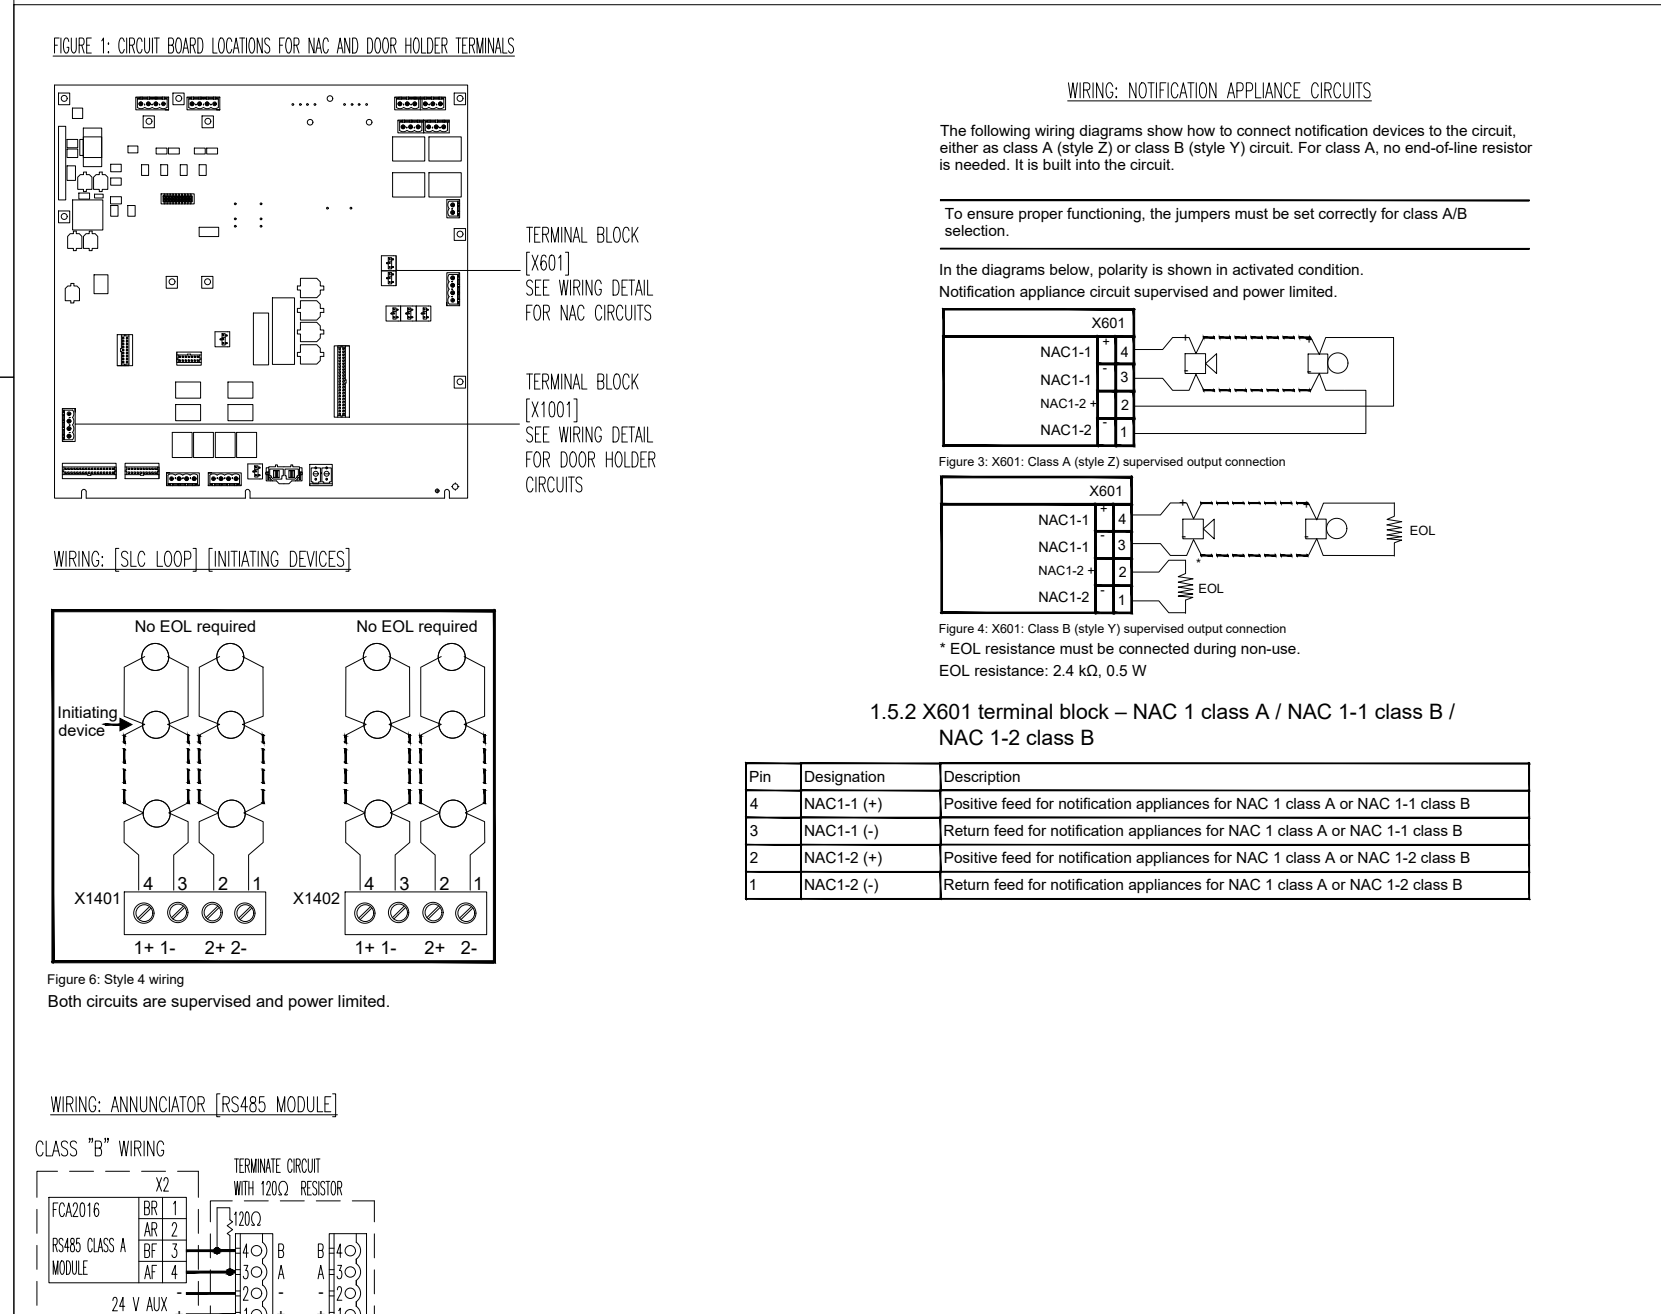 FIGURE 1: CIRCUIT BOARD LOCATIONS FOR NAC AND DOOR HOLDER TERMINALS
TERMINAL BLOCK
[X601]
SEE WIRING DETAIL
FOR NAC CIRCUITS
TERMINAL BLOCK
[X1001]
SEE WIRING DETAIL
FOR DOOR HOLDER
CIRCUITS
WIRING: [SLC LOOP] [INITIATING DEVICES]
No EOL required No EOL required
Initiating
device
4 3 2 1 4 3 2 1
X1401 X1402
1+ 1- 2+ 2- 1+ 1- 2+ 2-
Figure 6: Style 4 wiring
Both circuits are supervised and power limited.
WIRING: ANNUNCIATOR [RS485 MODULE]
CLASS "B" WIRING
TERMINATE CIRCUIT
WITH 120Ω RESISTOR
X2
FCA2016 BR 1
120Ω
AR 2
RS485 CLASS A BF 3 4 B B 4
MODULE AF 4 3 A A 3
- 2 - - 2
24 V AUX
+ 1 + + 1
WIRING: NOTIFICATION APPLIANCE CIRCUITS
The following wiring diagrams show how to connect notification devices to the circuit,
either as class A (style Z) or class B (style Y) circuit. For class A, no end-of-line resistor
is needed. It is built into the circuit.
To ensure proper functioning, the jumpers must be set correctly for class A/B
selection.
In the diagrams below, polarity is shown in activated condition.
Notification appliance circuit supervised and power limited.
X601
NAC1-1 + 4 + +
NAC1-1 - 3 - -
NAC1-2 + 2
NAC1-2 - 1
Figure 3: X601: Class A (style Z) supervised output connection
X601
NAC1-1 + 4 + + EOL
NAC1-1 - 3 - -
NAC1-2 + 2 *
EOL
NAC1-2 - 1
Figure 4: X601: Class B (style Y) supervised output connection
* EOL resistance must be connected during non-use.
EOL resistance: 2.4 kΩ, 0.5 W
1.5.2 X601 terminal block – NAC 1 class A / NAC 1-1 class B /
NAC 1-2 class B
Pin Designation Description
4 NAC1-1 (+) Positive feed for notification appliances for NAC 1 class A or NAC 1-1 class B
3 NAC1-1 (-) Return feed for notification appliances for NAC 1 class A or NAC 1-1 class B
2 NAC1-2 (+) Positive feed for notification appliances for NAC 1 class A or NAC 1-2 class B
1 NAC1-2 (-) Return feed for notification appliances for NAC 1 class A or NAC 1-2 class B